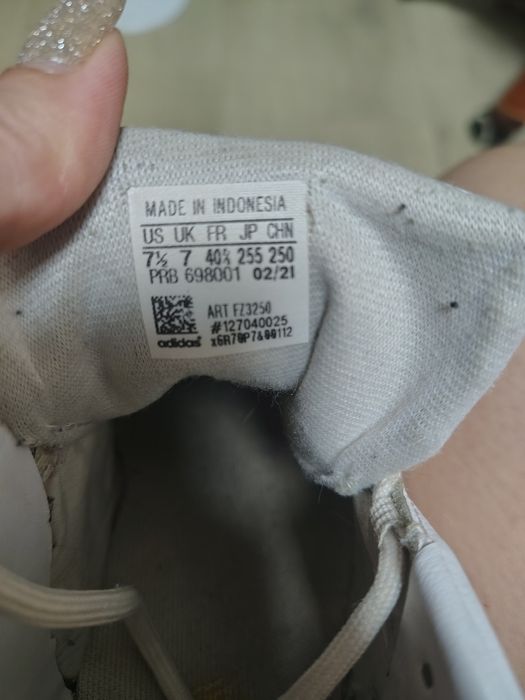 MADE IN INDONESIA
US UK FR JP CHN
7½ 7 40⅔ 255 250
PRB 698001 02/21
ART FZ3250
#127040025
adidas